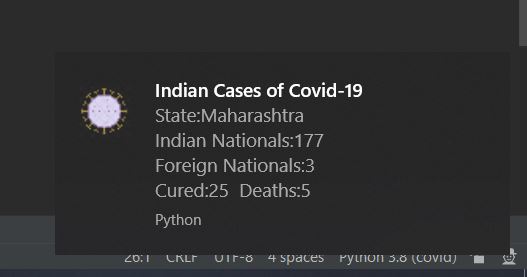 Indian Cases of Covid-19
State:Maharashtra
Indian Nationals:177
Foreign Nationals:3
Cured:25  Deaths:5
Python
26:1 CRLF UTF-8 4 spaces Python 3.8 (covid)